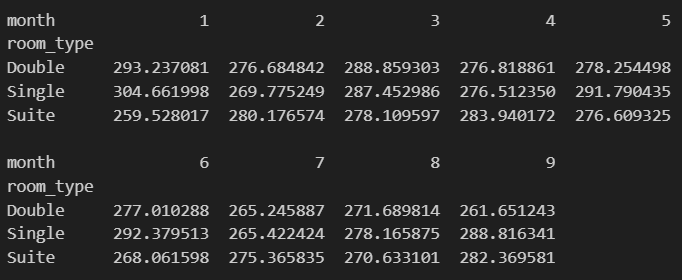 month 1 2 3 4 5
room_type
Double 293.237081 276.684842 288.859303 276.818861 278.254498
Single 304.661998 269.775249 287.452986 276.512350 291.790435
Suite 259.528017 280.176574 278.109597 283.940172 276.609325
month 6 7 8 9
room_type
Double 277.010288 265.245887 271.689814 261.651243
Single 292.379513 265.422424 278.165875 288.816341
Suite 268.061598 275.365835 270.633101 282.369581